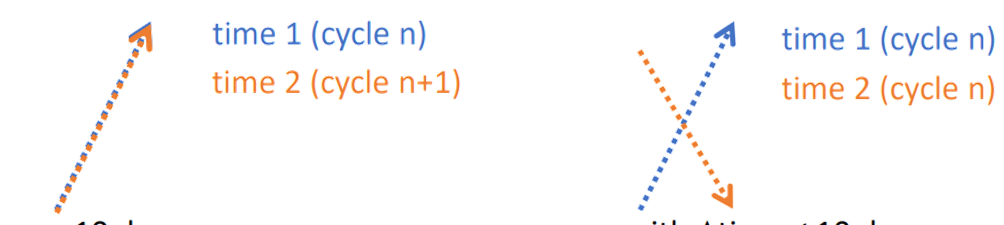 time 1 (cycle n)
time 2 (cycle n+1)
time 1 (cycle n)
time 2 (cycle n)